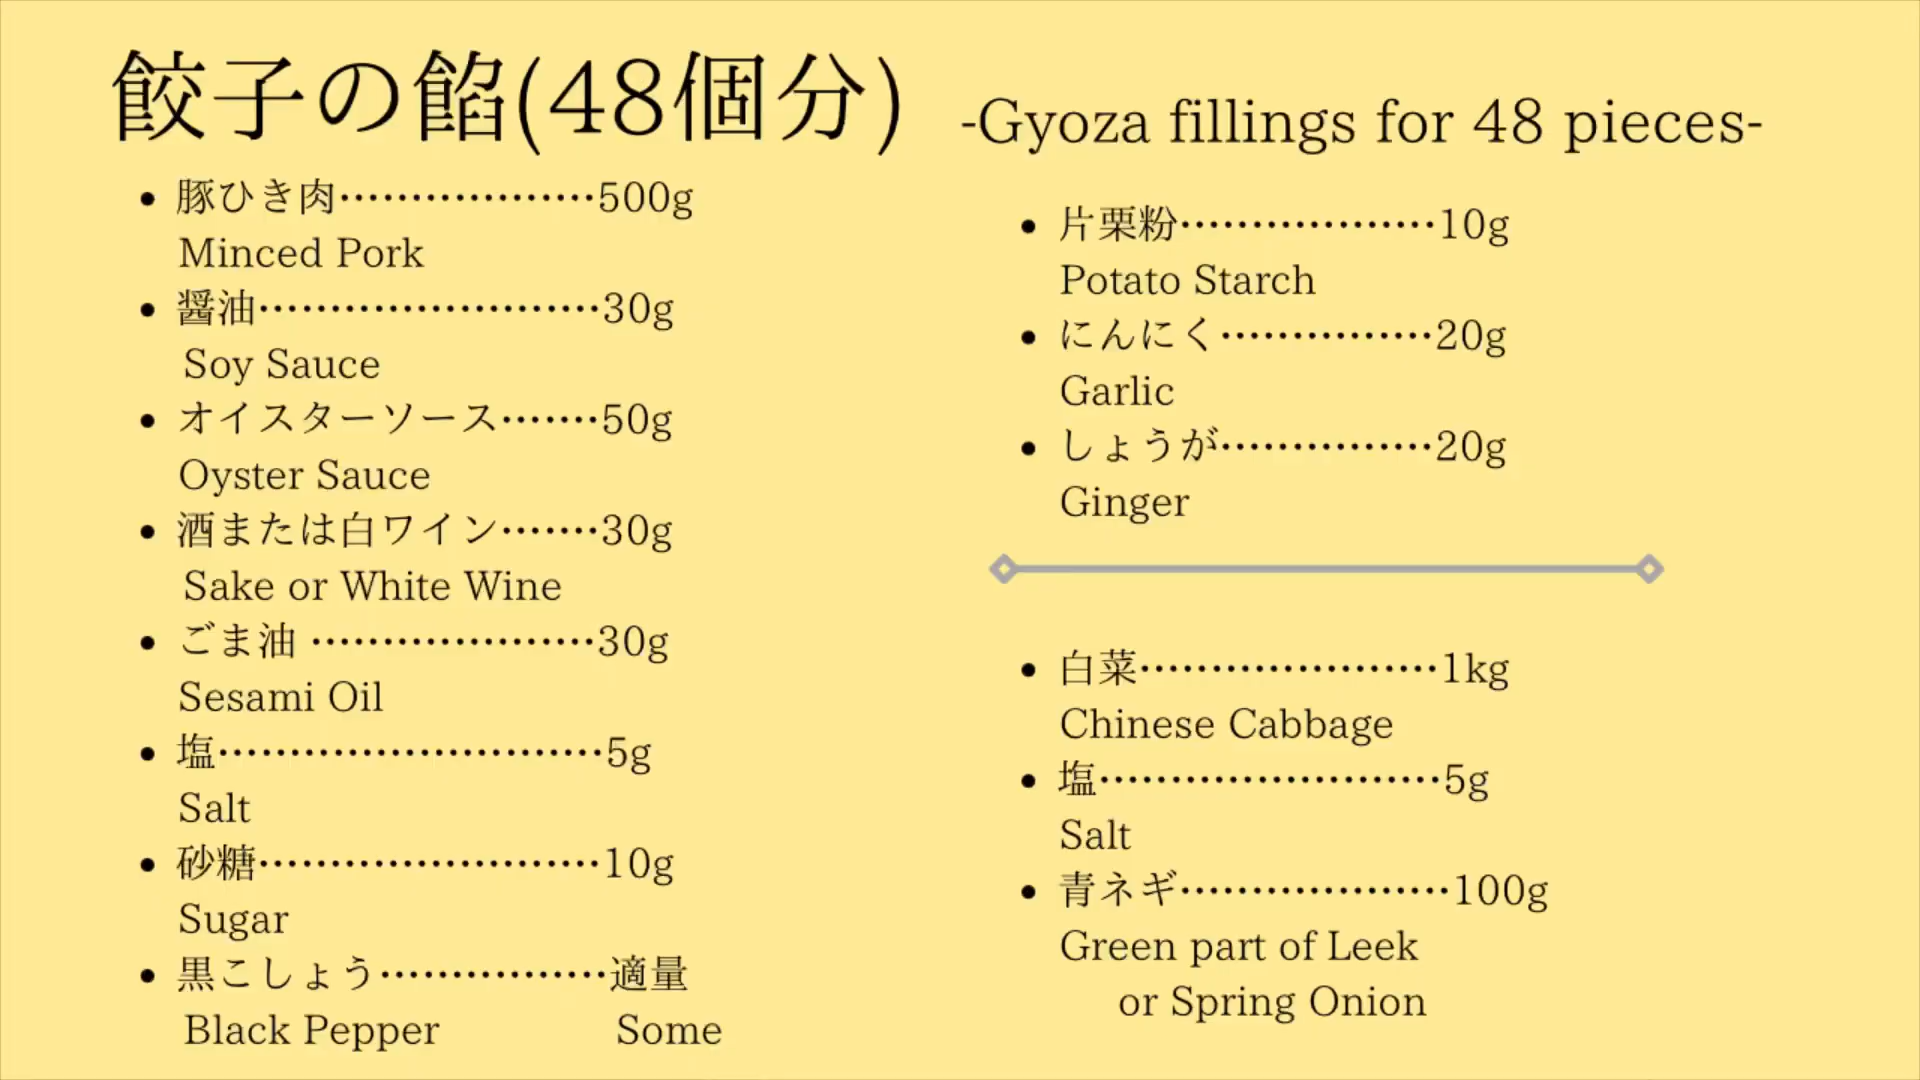 餃子の餡(48個分) -Gyoza fillings for 48 pieces-
• 豚ひき肉………………500g
Minced Pork
• 醤油……………………30g
Soy Sauce
• オイスターソース…….50g
Oyster Sauce
• 酒または白ワイン…….30g
Sake or White Wine
• ごま油 …………………30g
Sesami Oil
• 塩………………………5g
Salt
• 砂糖……………………10g
Sugar
• 黒こしょう……………適量
Black Pepper Some
• 片栗粉………………10g
Potato Starch
• にんにく……………20g
Garlic
• しょうが……………20g
Ginger
• 白菜…………………1kg
Chinese Cabbage
• 塩……………………5g
Salt
• 青ネギ………………100g
Green part of Leek
or Spring Onion